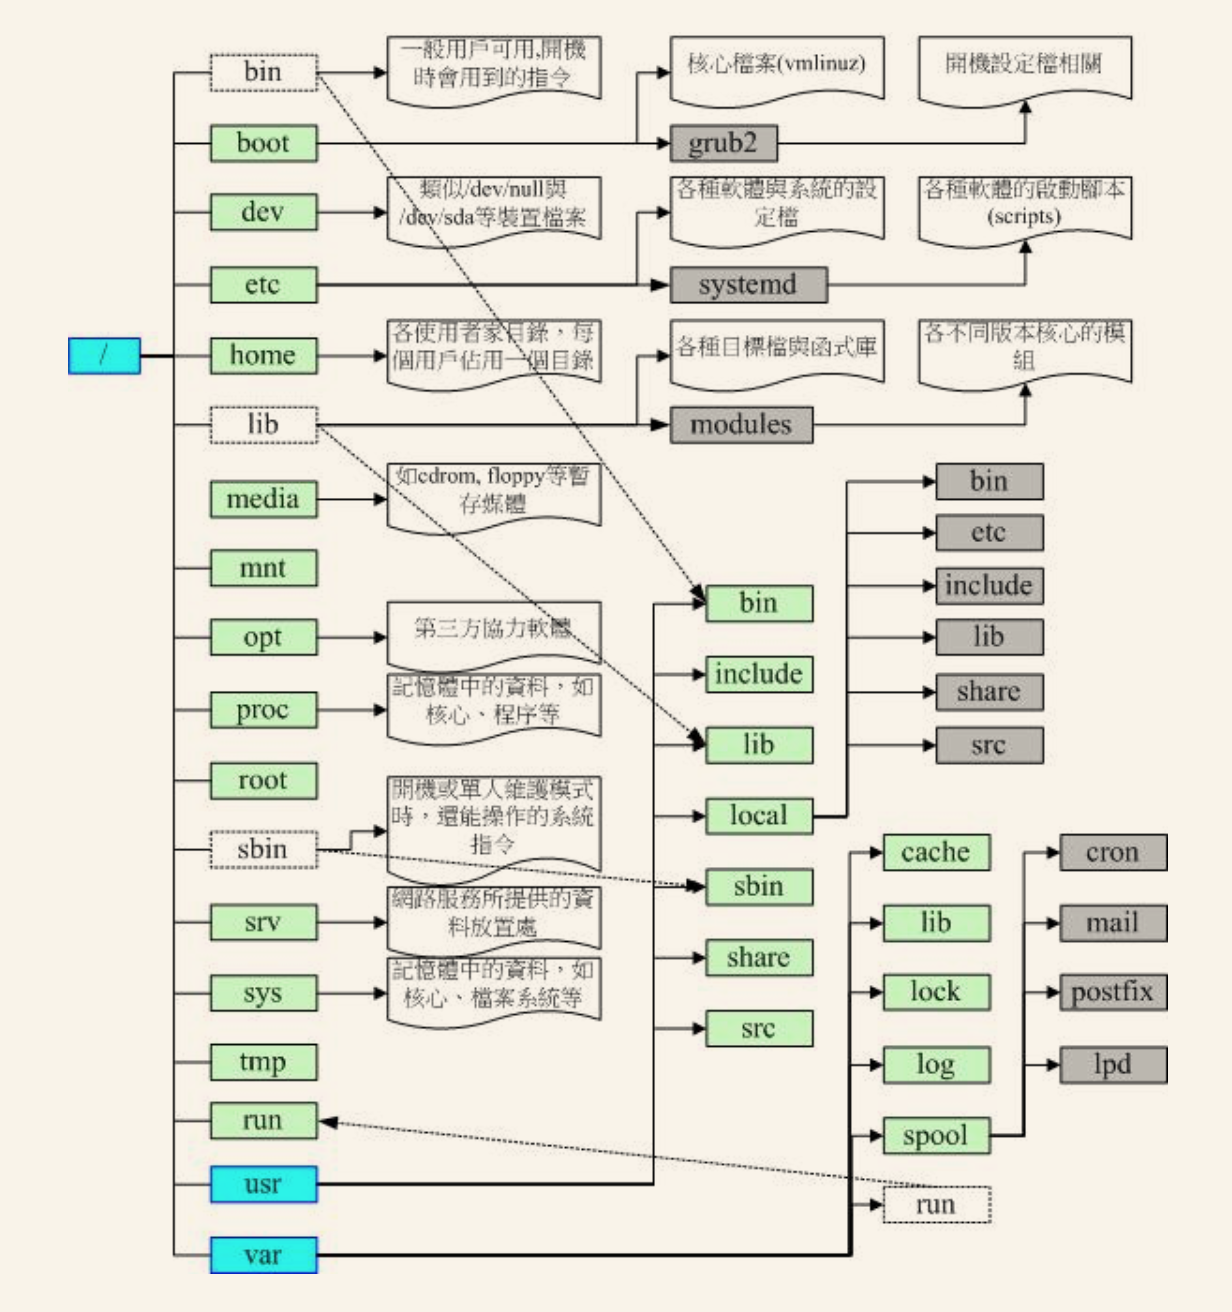 bin
一般用戶可用,開機
時會用到的指令
核心檔案(vmlinuz)
開機設定檔相關
boot
grub2
dev
類似/dev/null與
/dev/sda等裝置檔案
各種軟體與系統的設
定檔
各種軟體的啟動腳本
(scripts)
etc
systemd
/
home
各使用者家目錄，每
個用戶佔用一個目錄
各種目標檔與函式庫
各不同版本核心的模
組
lib
modules
media
如cdrom, floppy等暫
存媒體
bin
etc
mnt
include
bin
opt
第三方協力軟體
lib
include
share
proc
記憶體中的資料，如
核心、程序等
lib
src
root
local
開機或單人維護模式
時，還能操作的系統
指令
sbin
cache
cron
sbin
srv
網路服務所提供的資
料放置處
lib
mail
share
sys
記憶體中的資料，如
核心、檔案系統等
lock
postfix
src
tmp
log
lpd
run
spool
usr
run
var